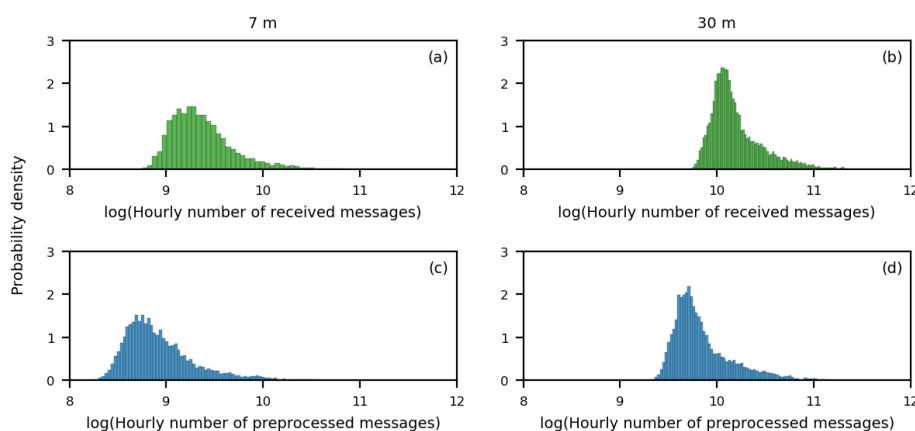 7 m
30 m
Probability density
(a)
3
2
1
0
8 9 10 11 12
log(Hourly number of received messages)
(b)
3
2
1
0
8 9 10 11 12
log(Hourly number of received messages)
(c)
3
2
1
0
8 9 10 11 12
log(Hourly number of preprocessed messages)
(d)
3
2
1
0
8 9 10 11 12
log(Hourly number of preprocessed messages)